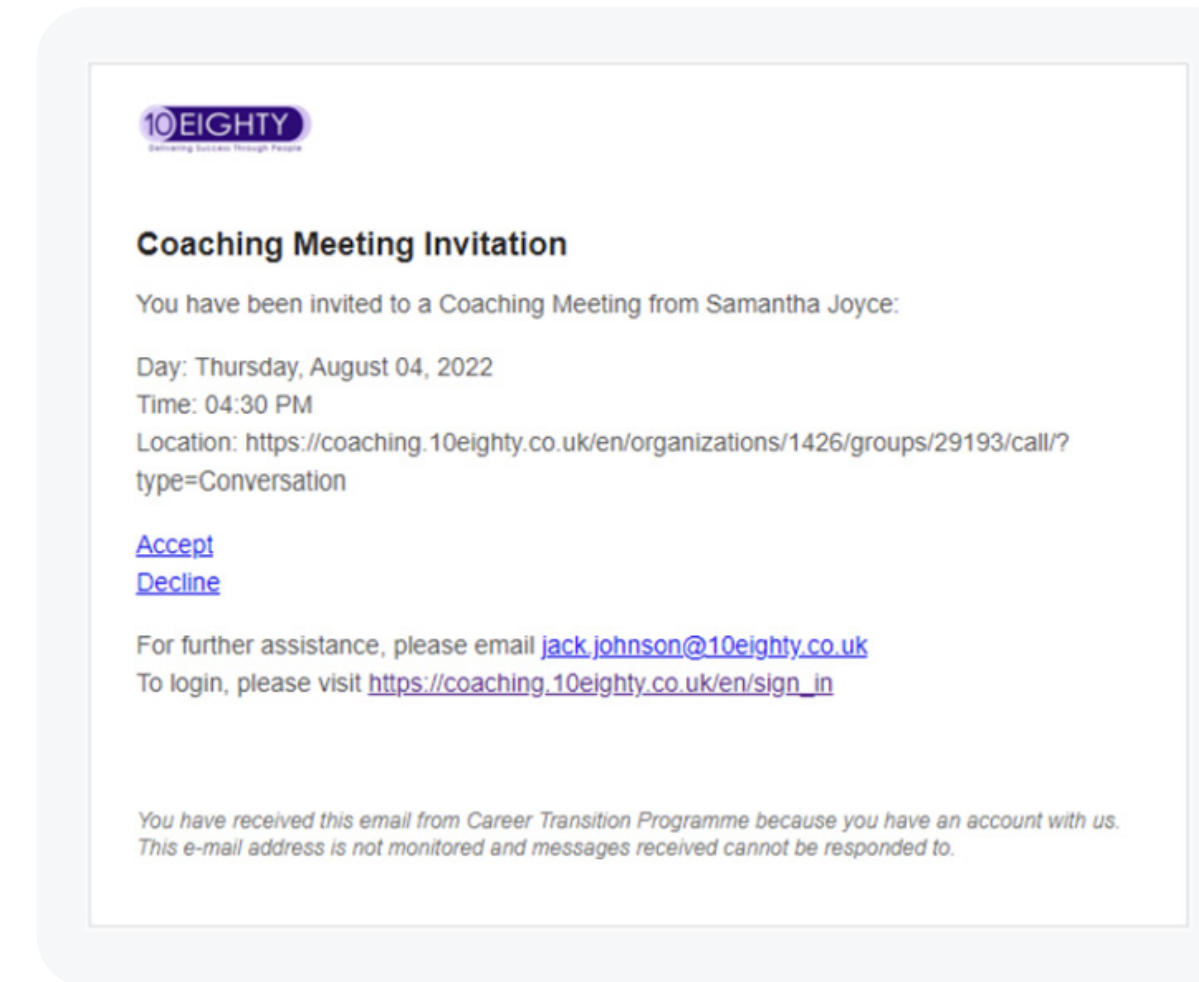 10EIGHTY
Delivering Success Through People
Coaching Meeting Invitation
You have been invited to a Coaching Meeting from Samantha Joyce:
Day: Thursday, August 04, 2022
Time: 04:30 PM
Location: https://coaching.10eighty.co.uk/en/organizations/1426/groups/29193/call/?
type=Conversation
Accept
Decline
For further assistance, please email jack.johnson@10eighty.co.uk
To login, please visit https://coaching.10eighty.co.uk/en/sign_in
You have received this email from Career Transition Programme because you have an account with us.
This e-mail address is not monitored and messages received cannot be responded to.